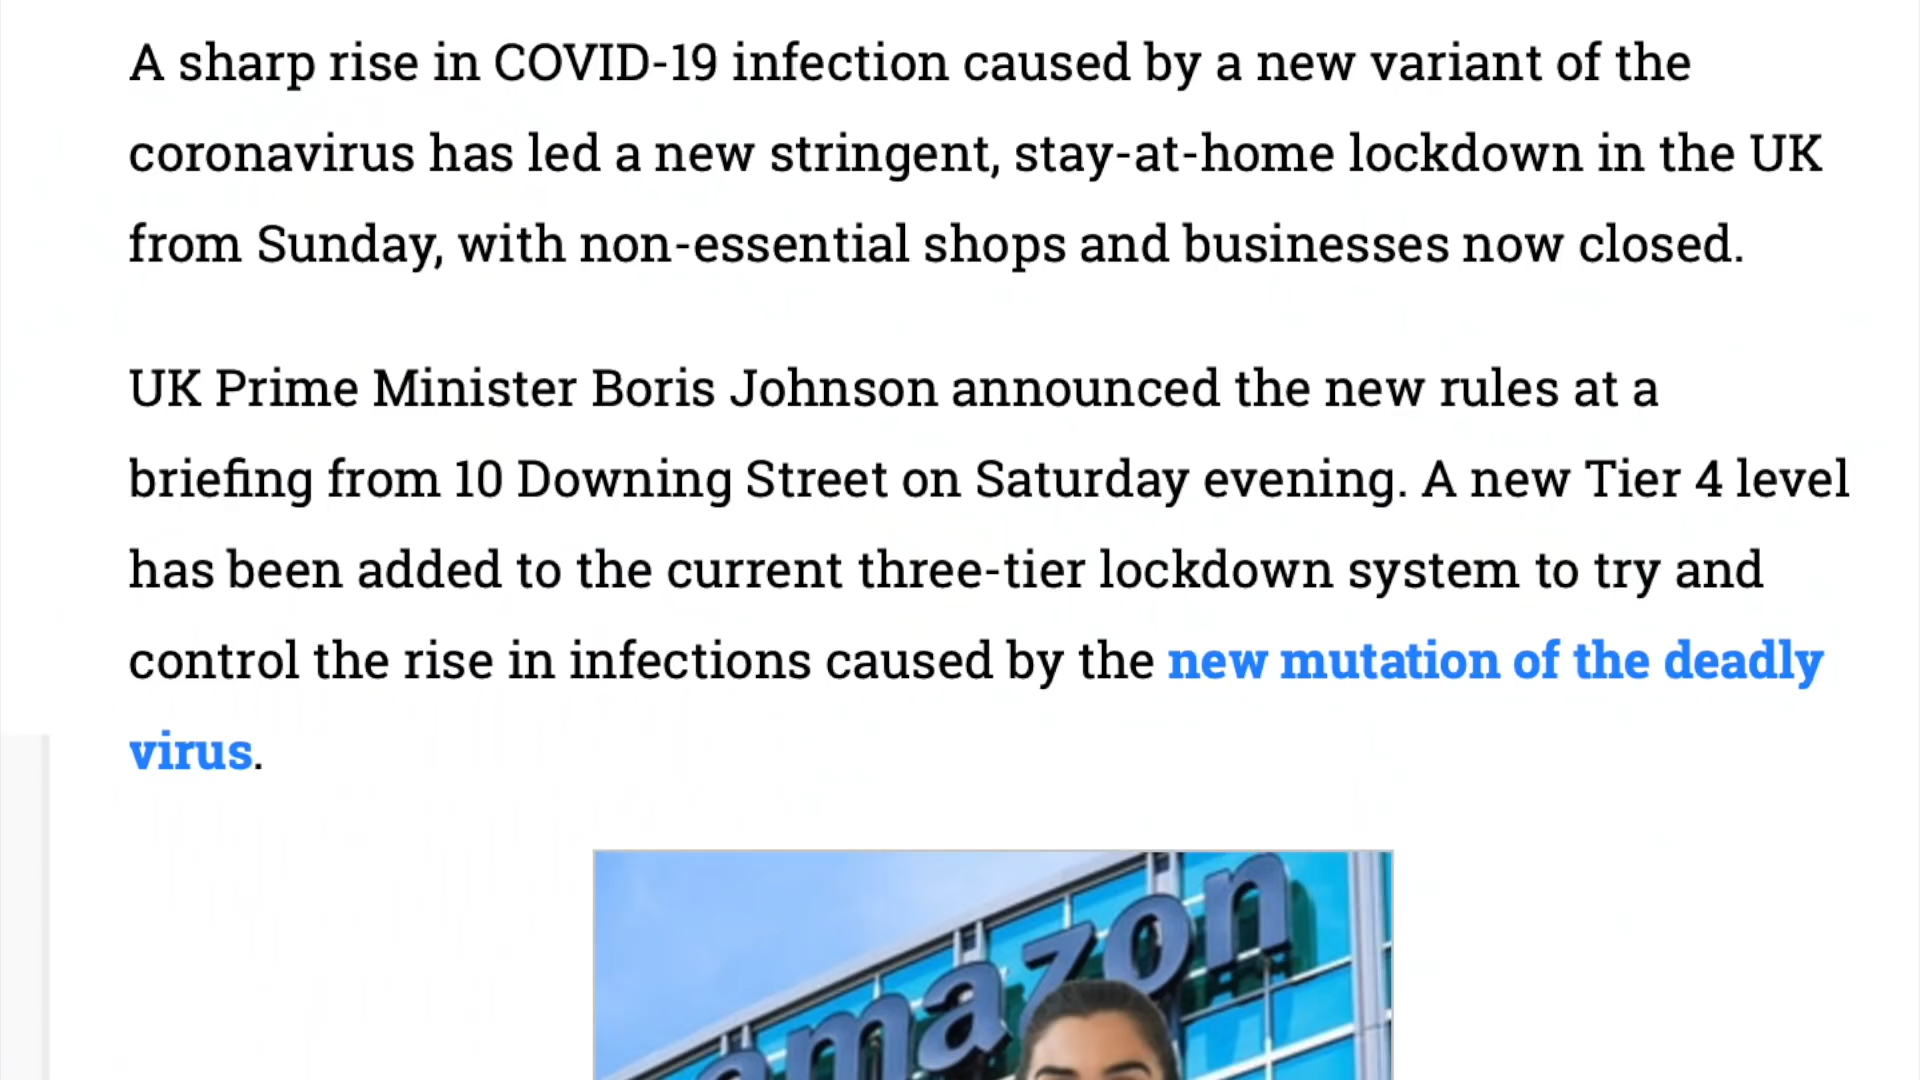 A sharp rise in COVID-19 infection caused by a new variant of the
coronavirus has led a new stringent, stay-at-home lockdown in the UK
from Sunday, with non-essential shops and businesses now closed.
UK Prime Minister Boris Johnson announced the new rules at a
briefing from 10 Downing Street on Saturday evening. A new Tier 4 level
has been added to the current three-tier lockdown system to try and
control the rise in infections caused by the new mutation of the deadly
virus.
amazon